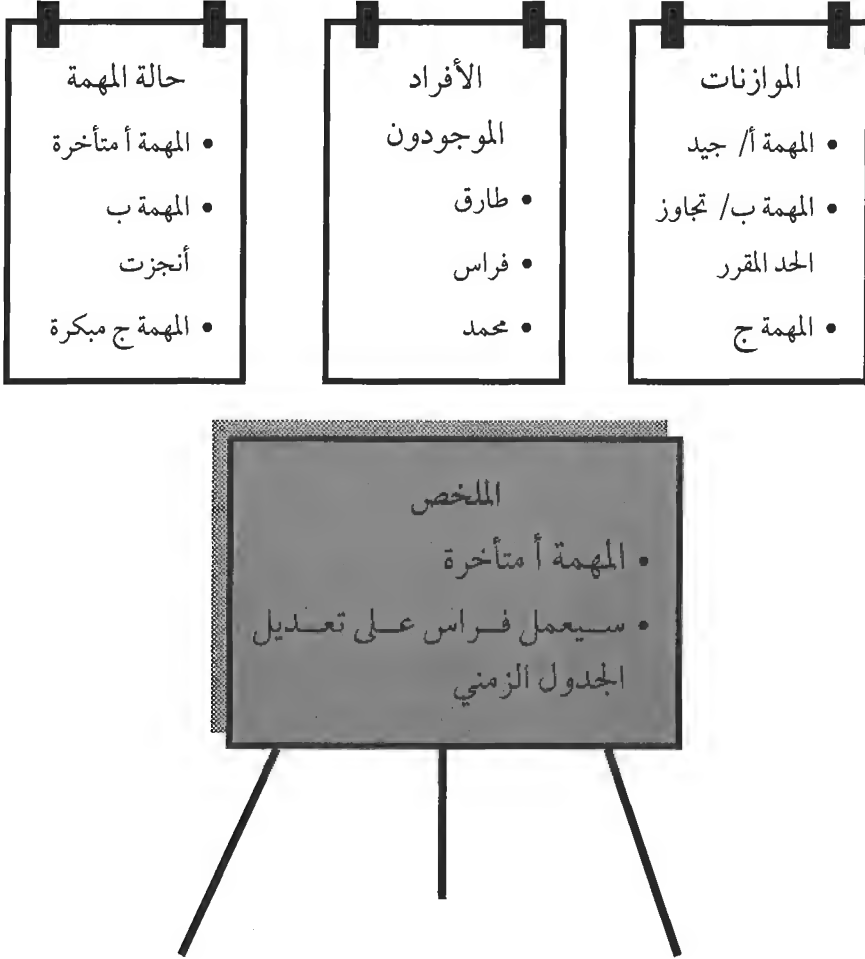 الموازنات
• المهمة أ/ جيد
• المهمة ب/ تجاوز
الحد المقرر
• المهمة ج
الأفراد
الموجودون
• طارق
• فراس
• محمد
حالة المهمة
• المهمة أ متأخرة
• المهمة ب
أنجزت
• المهمة ج مبكرة
الملخص
• المهمة أ متأخرة
• سيعمل فراس على تعديل
الجدول الزمني